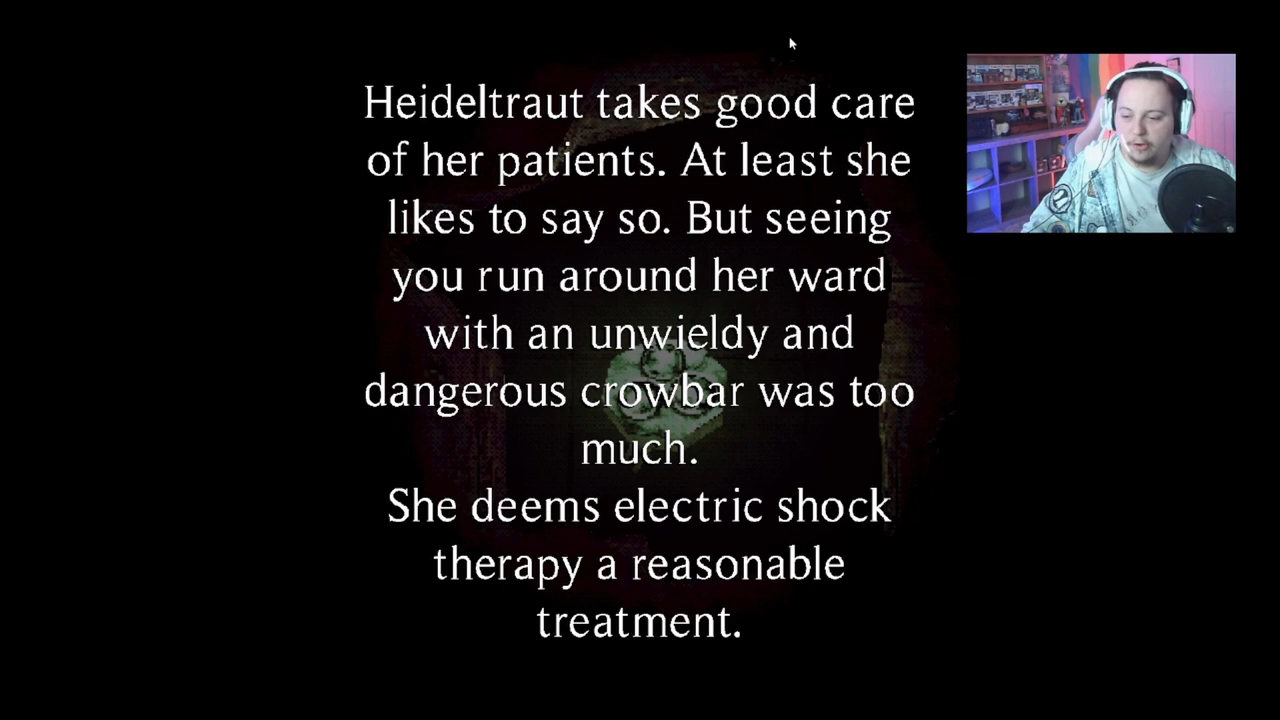 Heideltraut takes good care
of her patients. At least she
likes to say so. But seeing
you run around her ward
with an unwieldy and
dangerous crowbar was too
much.
She deems electric shock
therapy a reasonable
treatment.